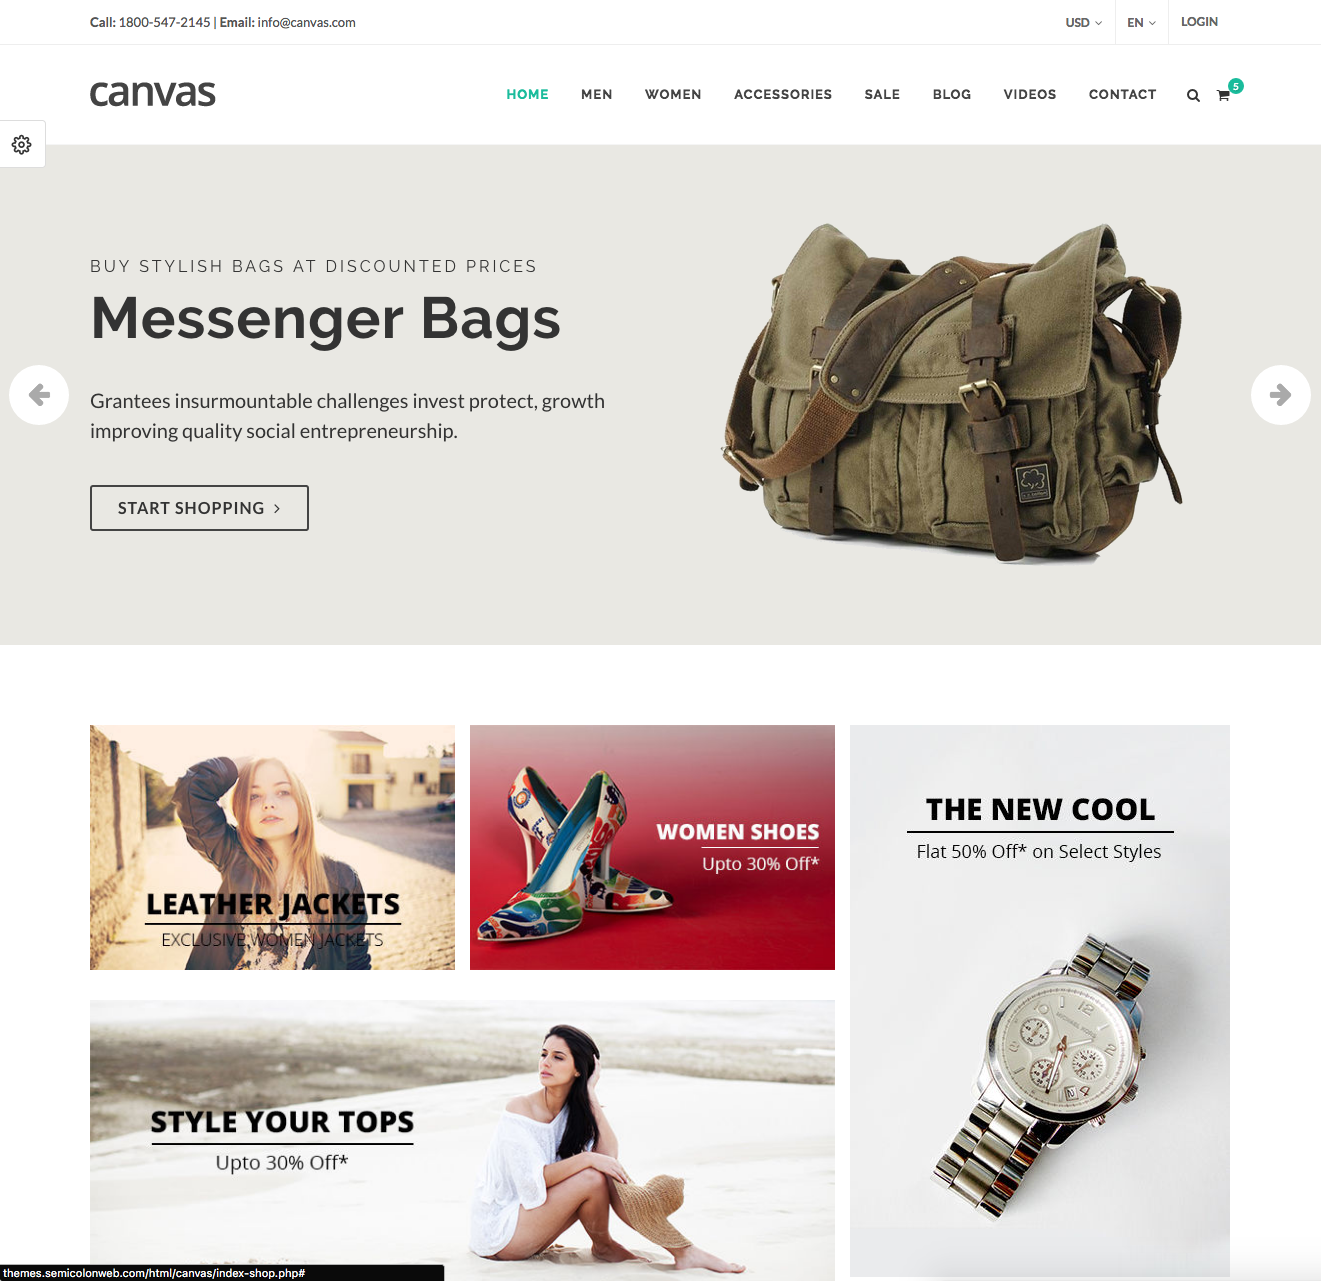 Call: 1800-547-2145 | Email: info@canvas.com
USD
EN
LOGIN
canvas
HOME
MEN
WOMEN
ACCESSORIES
SALE
BLOG
VIDEOS
CONTACT
5
BUY STYLISH BAGS AT DISCOUNTED PRICES
Messenger Bags
Grantees insurmountable challenges invest protect, growth
improving quality social entrepreneurship.
START SHOPPING
LEATHER JACKETS
EXCLUSIVE WOMEN JACKETS
WOMEN SHOES
Upto 30% Off*
THE NEW COOL
Flat 50% Off* on Select Styles
MICHAEL KORS
STYLE YOUR TOPS
Upto 30% Off*
themes.semicolonweb.com/html/canvas/index-shop.php#